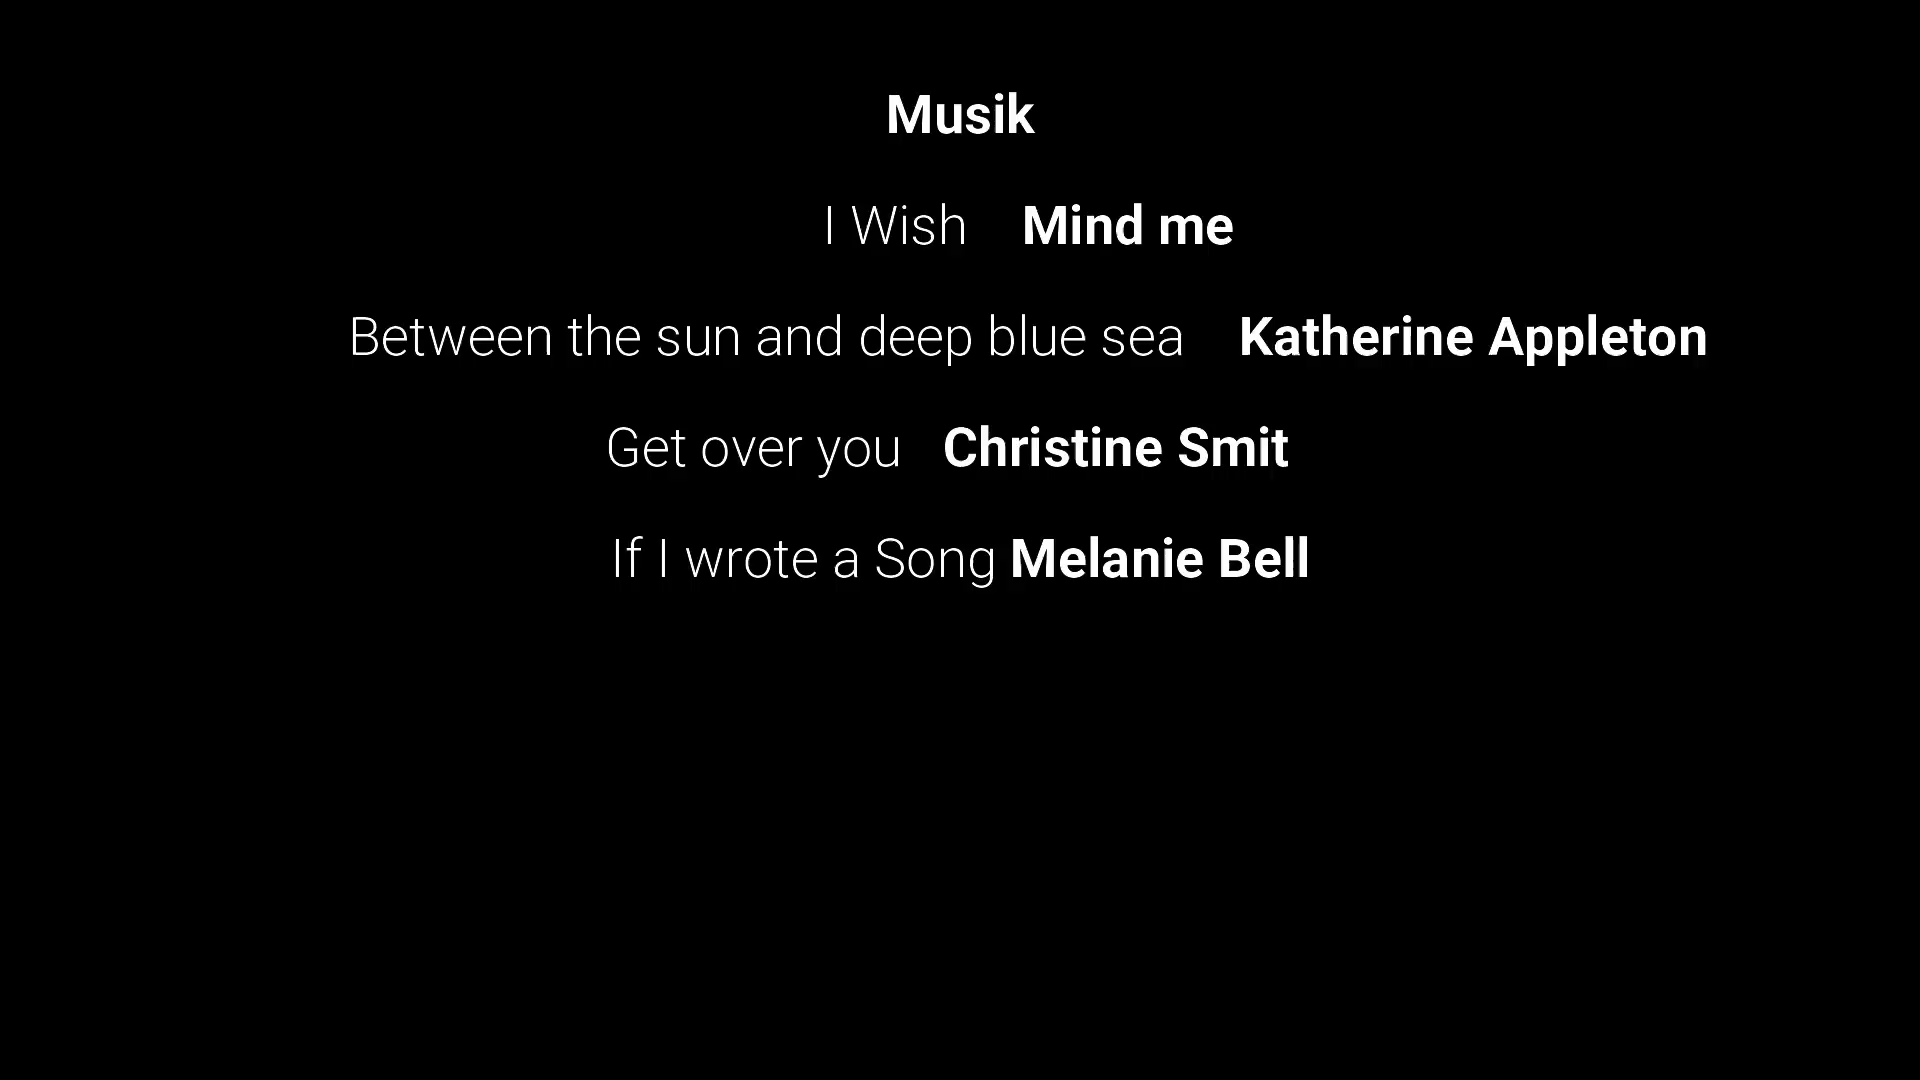 Musik
I Wish Mind me
Between the sun and deep blue sea Katherine Appleton
Get over you Christine Smit
If I wrote a Song Melanie Bell